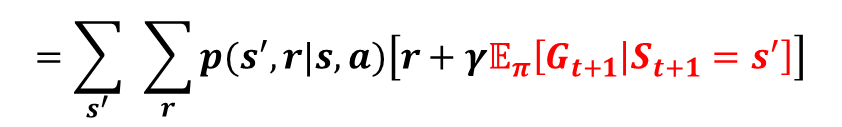 = ∑_{s′} ∑_{r} p(s′, r|s, a)[r + γ𝔼_π[G_{t+1}|S_{t+1} = s′]]